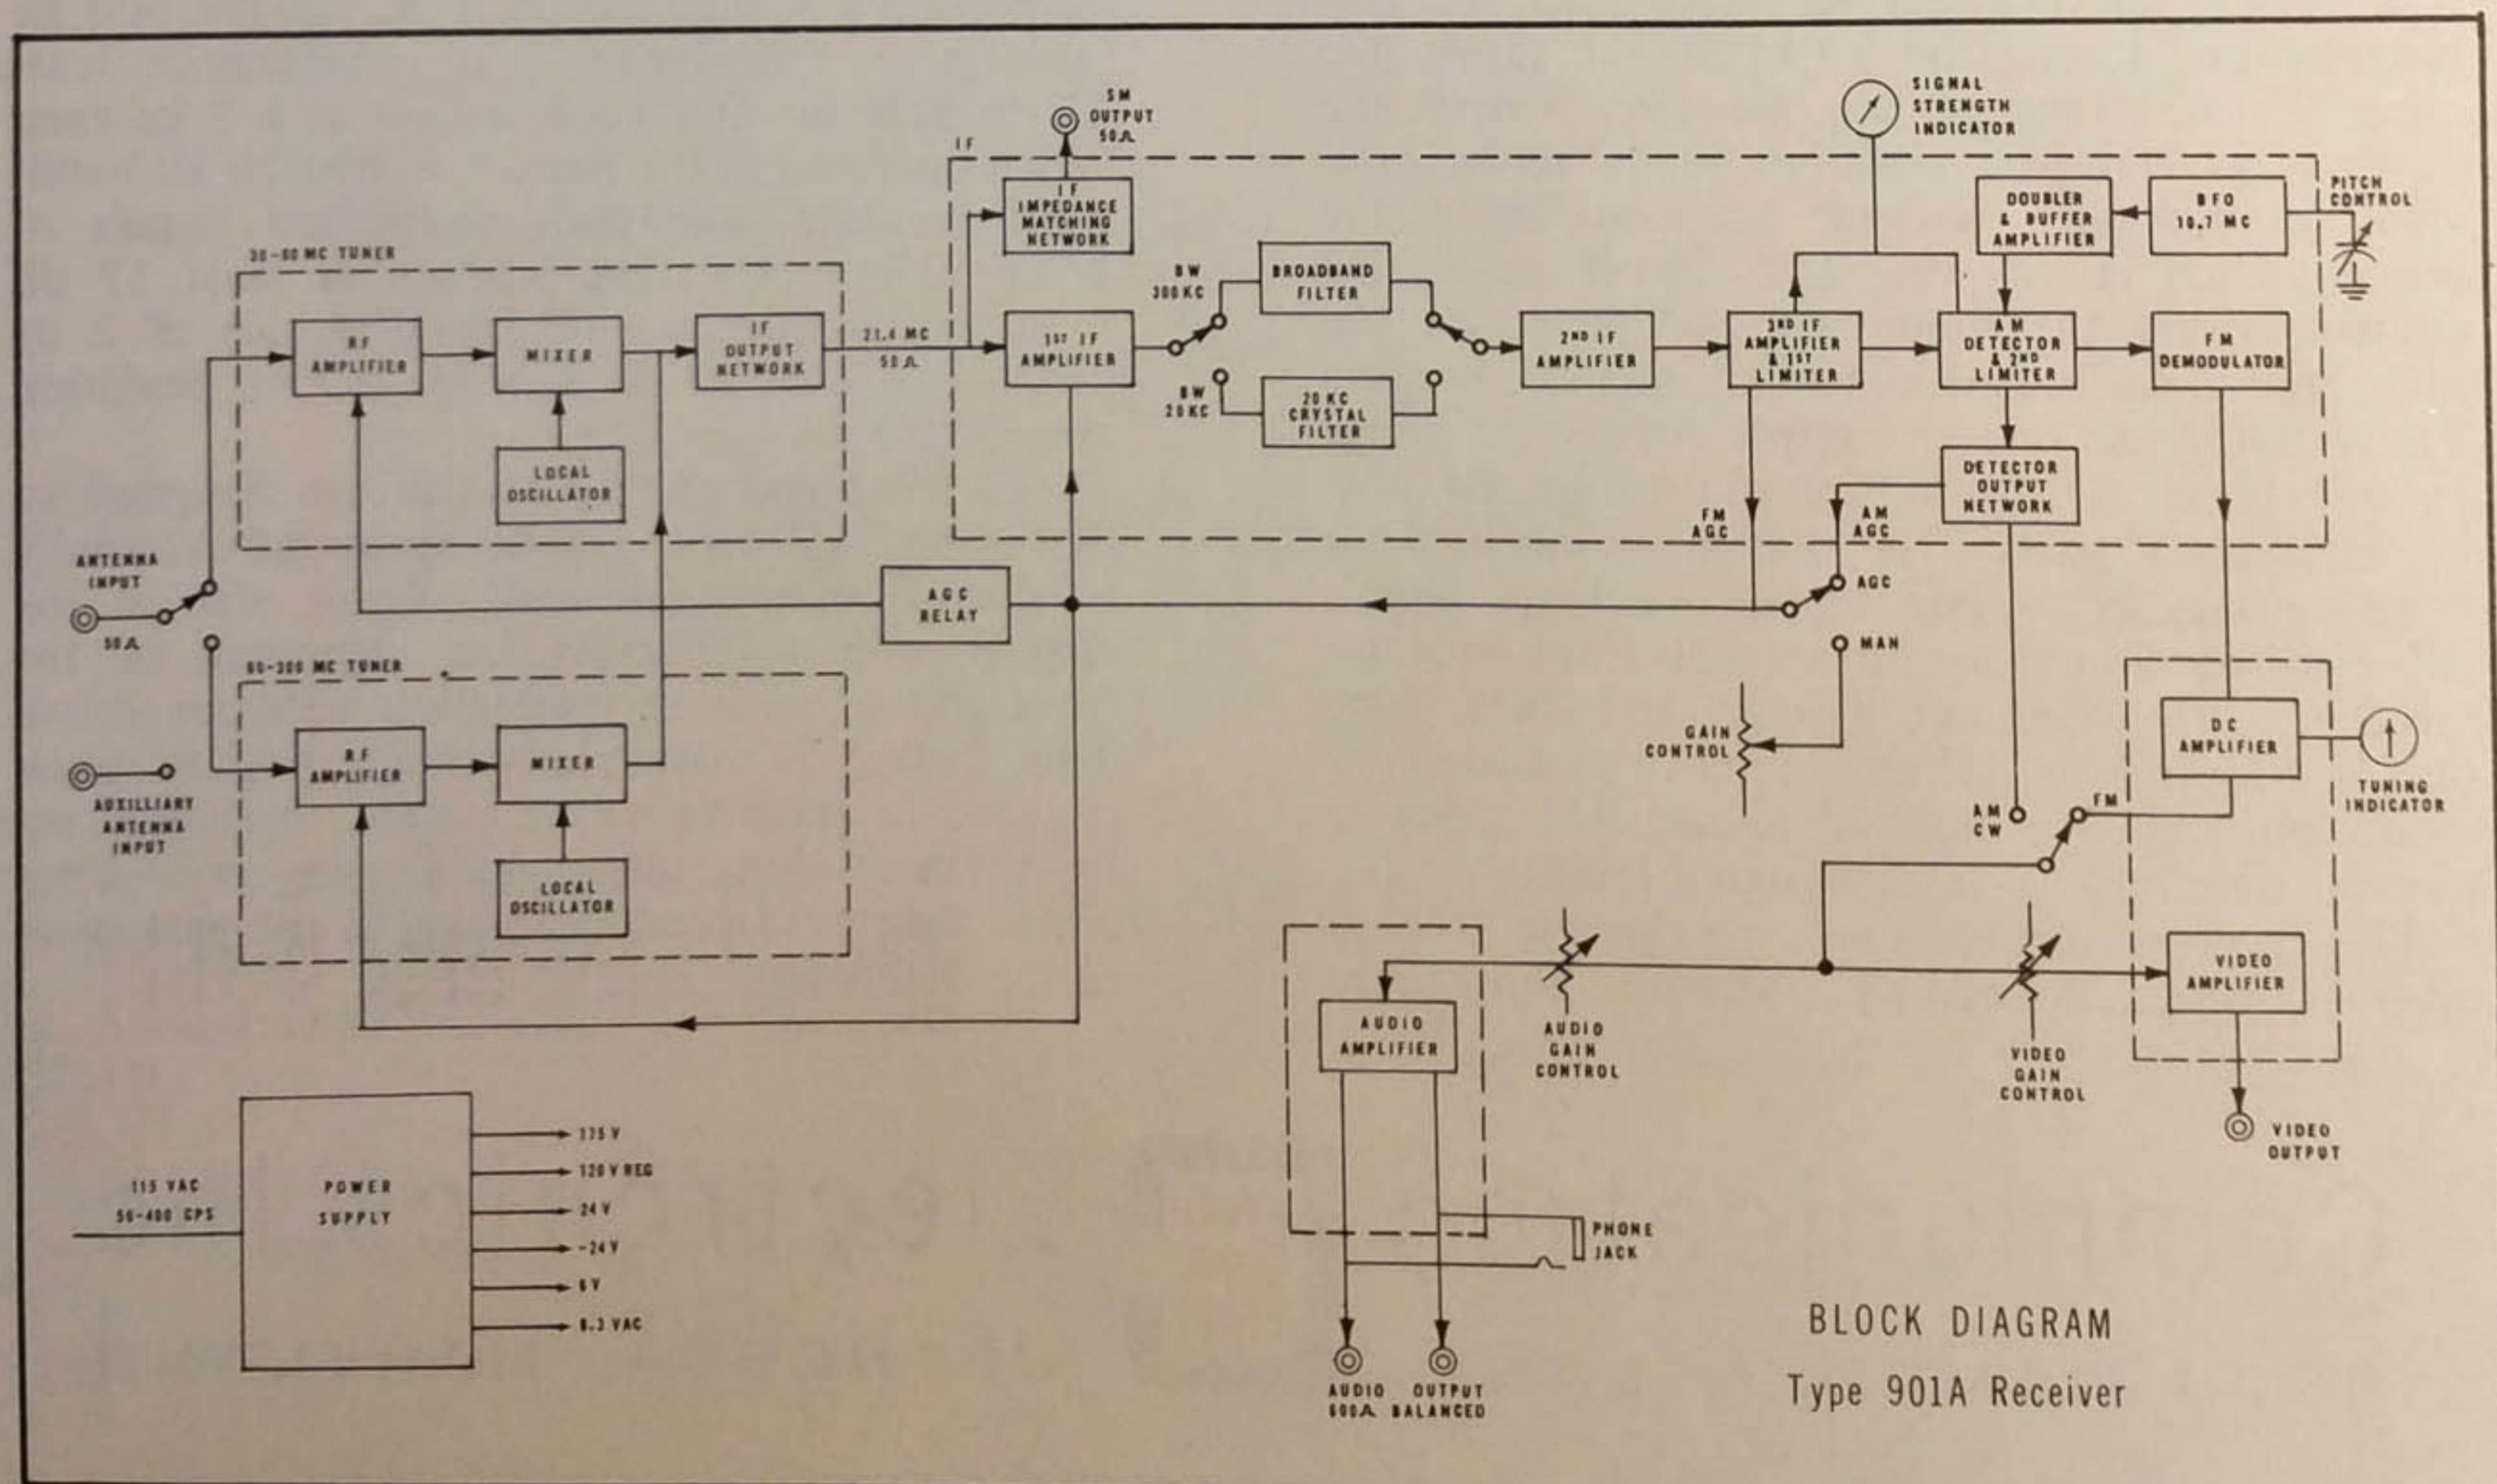 SM
OUTPUT
50Ω
SIGNAL
STRENGTH
INDICATOR
IF
IF
IMPEDANCE
MATCHING
NETWORK
DOUBLER
& BUFFER
AMPLIFIER
BFO
10.7 MC
PITCH
CONTROL
30-60 MC TUNER
RF
AMPLIFIER
MIXER
IF
OUTPUT
NETWORK
LOCAL
OSCILLATOR
21.4 MC
50Ω
1ST IF
AMPLIFIER
BW
300 KC
BROADBAND
FILTER
BW
20 KC
20 KC
CRYSTAL
FILTER
2ND IF
AMPLIFIER
3RD IF
AMPLIFIER
& 1ST
LIMITER
AM
DETECTOR
& 2ND
LIMITER
FM
DEMODULATOR
DETECTOR
OUTPUT
NETWORK
FM
AGC
AM
AGC
ANTENNA
INPUT
50Ω
AGC
RELAY
AGC
MAN
GAIN
CONTROL
60-300 MC TUNER
RF
AMPLIFIER
MIXER
LOCAL
OSCILLATOR
AUXILLIARY
ANTENNA
INPUT
DC
AMPLIFIER
TUNING
INDICATOR
AM
CW
FM
VIDEO
AMPLIFIER
AUDIO
AMPLIFIER
AUDIO
GAIN
CONTROL
VIDEO
GAIN
CONTROL
VIDEO
OUTPUT
115 VAC
50-400 CPS
POWER
SUPPLY
175 V
120 V REG
24 V
-24 V
6 V
6.3 VAC
PHONE
JACK
AUDIO OUTPUT
600Ω BALANCED
BLOCK DIAGRAM
Type 901A Receiver